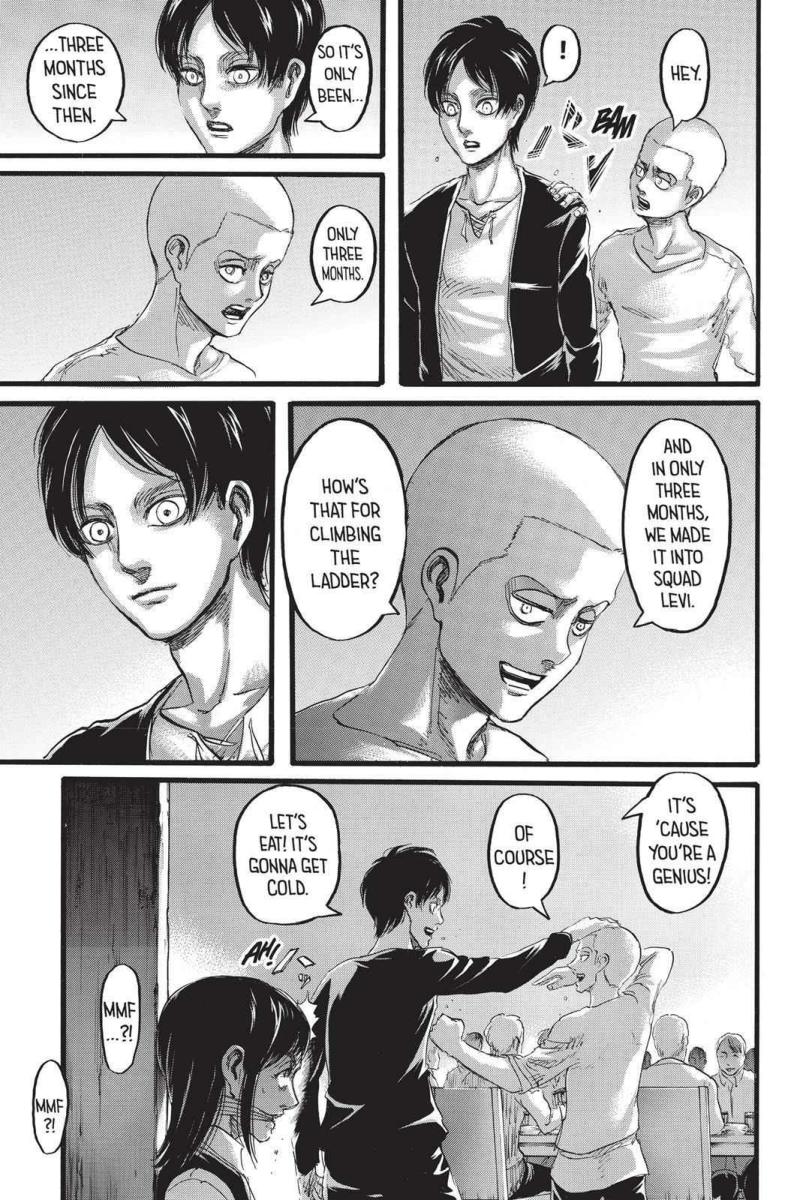 HEY.
!
BAM
SO IT'S
ONLY
BEEN...
...THREE
MONTHS
SINCE
THEN.
ONLY
THREE
MONTHS.
AND
IN ONLY
THREE
MONTHS,
WE MADE
IT INTO
SQUAD
LEVI.
HOW'S
THAT FOR
CLIMBING
THE
LADDER?
IT'S
'CAUSE
YOU'RE A
GENIUS!
OF
COURSE
!
LET'S
EAT! IT'S
GONNA GET
COLD.
AH!
MMF
...?!
MMF
?!